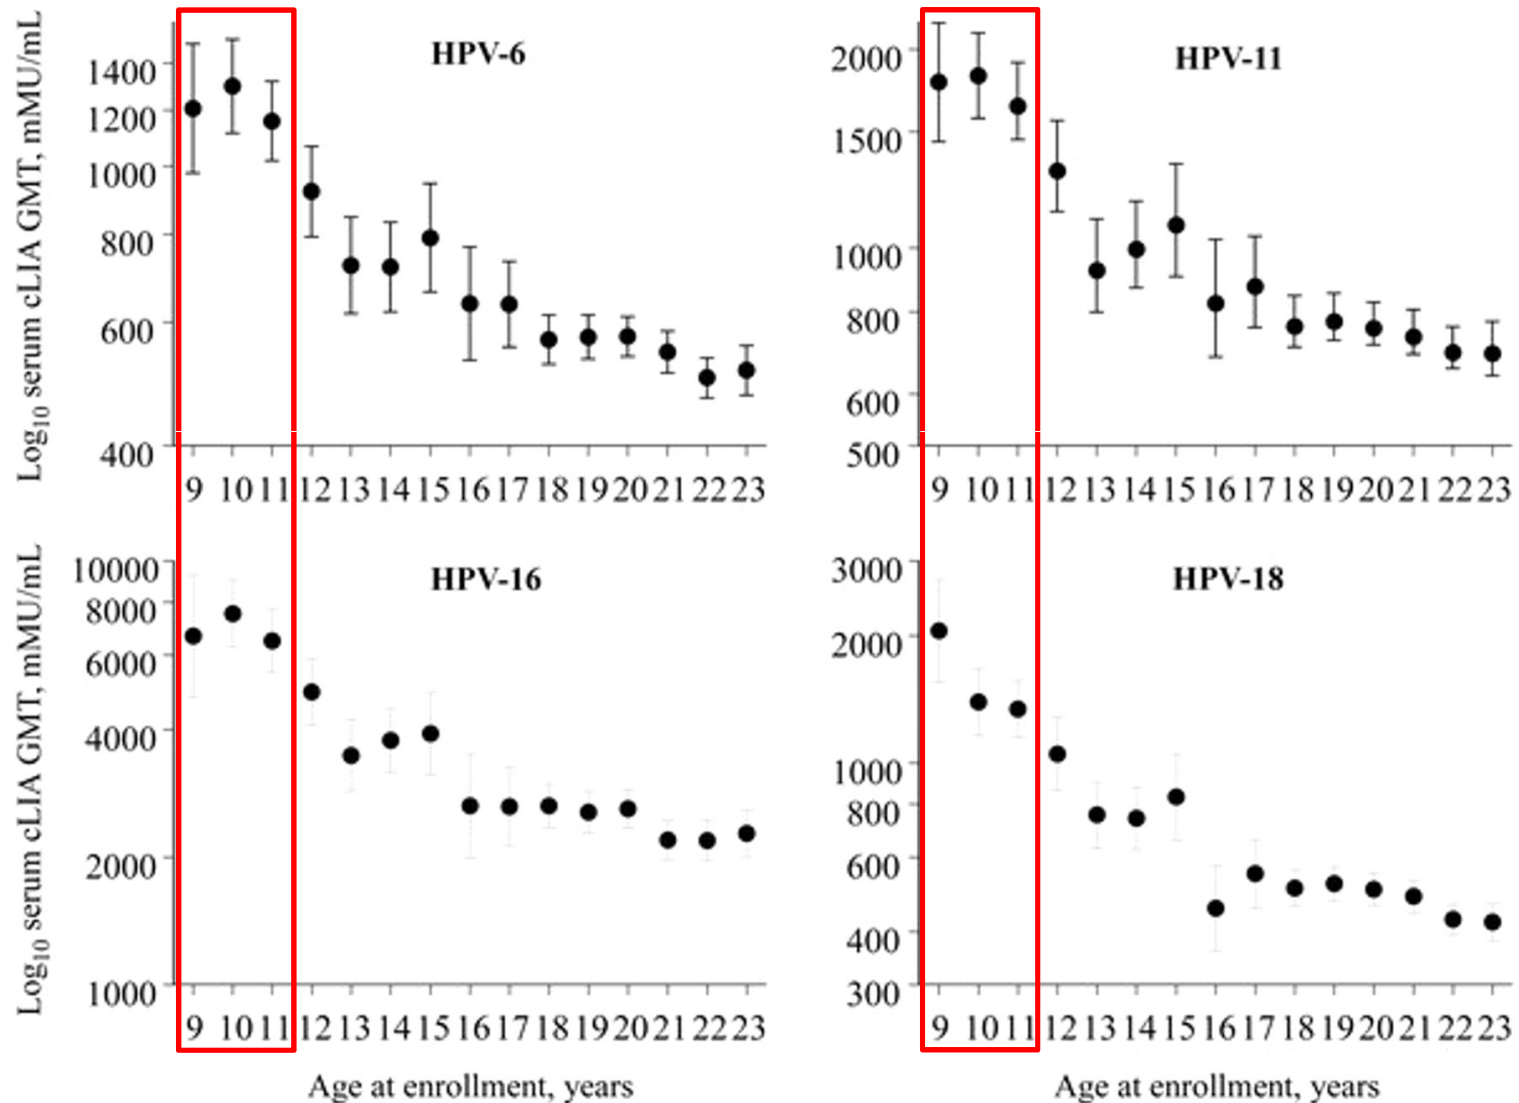 HPV-6
Log10 serum cLIA GMT, mMU/mL
1400
1200
1000
800
600
400
9 10 11 12 13 14 15 16 17 18 19 20 21 22 23
HPV-11
2000
1500
1000
800
600
500
9 10 11 12 13 14 15 16 17 18 19 20 21 22 23
HPV-16
Log10 serum cLIA GMT, mMU/mL
10000
8000
6000
4000
2000
1000
9 10 11 12 13 14 15 16 17 18 19 20 21 22 23
Age at enrollment, years
HPV-18
3000
2000
1000
800
600
400
300
9 10 11 12 13 14 15 16 17 18 19 20 21 22 23
Age at enrollment, years